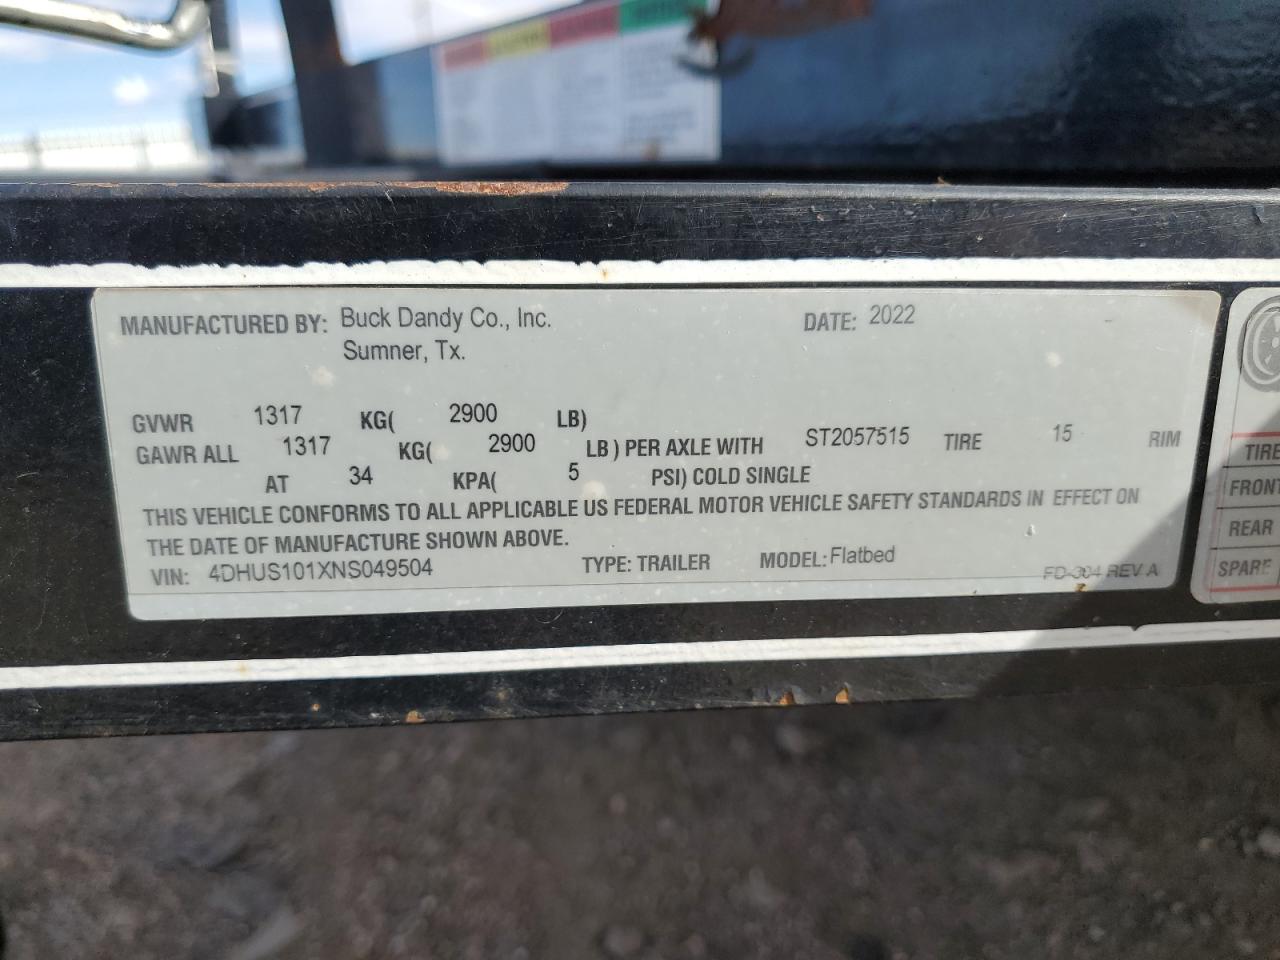 MANUFACTURED BY: Buck Dandy Co., Inc. DATE: 2022
Sumner, Tx.
GVWR 1317 KG( 2900 LB)
GAWR ALL 1317 KG( 2900 LB ) PER AXLE WITH ST2057515 TIRE 15 RIM
AT 34 KPA( 5 PSI) COLD SINGLE
THIS VEHICLE CONFORMS TO ALL APPLICABLE US FEDERAL MOTOR VEHICLE SAFETY STANDARDS IN EFFECT ON
THE DATE OF MANUFACTURE SHOWN ABOVE.
VIN: 4DHUS101XNS049504 TYPE: TRAILER MODEL: Flatbed
FD-304 REV A
TIRE
FRONT
REAR
SPARE